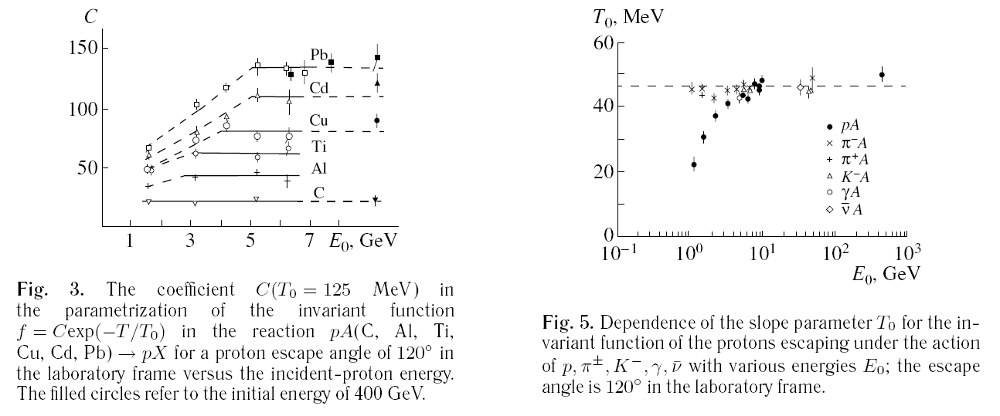 C
150
100
50
Pb
Cd
Cu
Ti
Al
C
1 3 5 7 E₀, GeV
Fig. 3. The coefficient C(T₀ = 125 MeV) in
the parametrization of the invariant function
f = Cexp(−T/T₀) in the reaction pA(C, Al, Ti,
Cu, Cd, Pb) → pX for a proton escape angle of 120° in
the laboratory frame versus the incident-proton energy.
The filled circles refer to the initial energy of 400 GeV.
T₀, MeV
60
40
20
0
pA
π⁻A
π⁺A
K⁻A
γA
ν̄A
10⁻¹ 10⁰ 10¹ 10² 10³
E₀, GeV
Fig. 5. Dependence of the slope parameter T₀ for the in-
variant function of the protons escaping under the action
of p, π±, K⁻, γ, ν̄ with various energies E₀; the escape
angle is 120° in the laboratory frame.